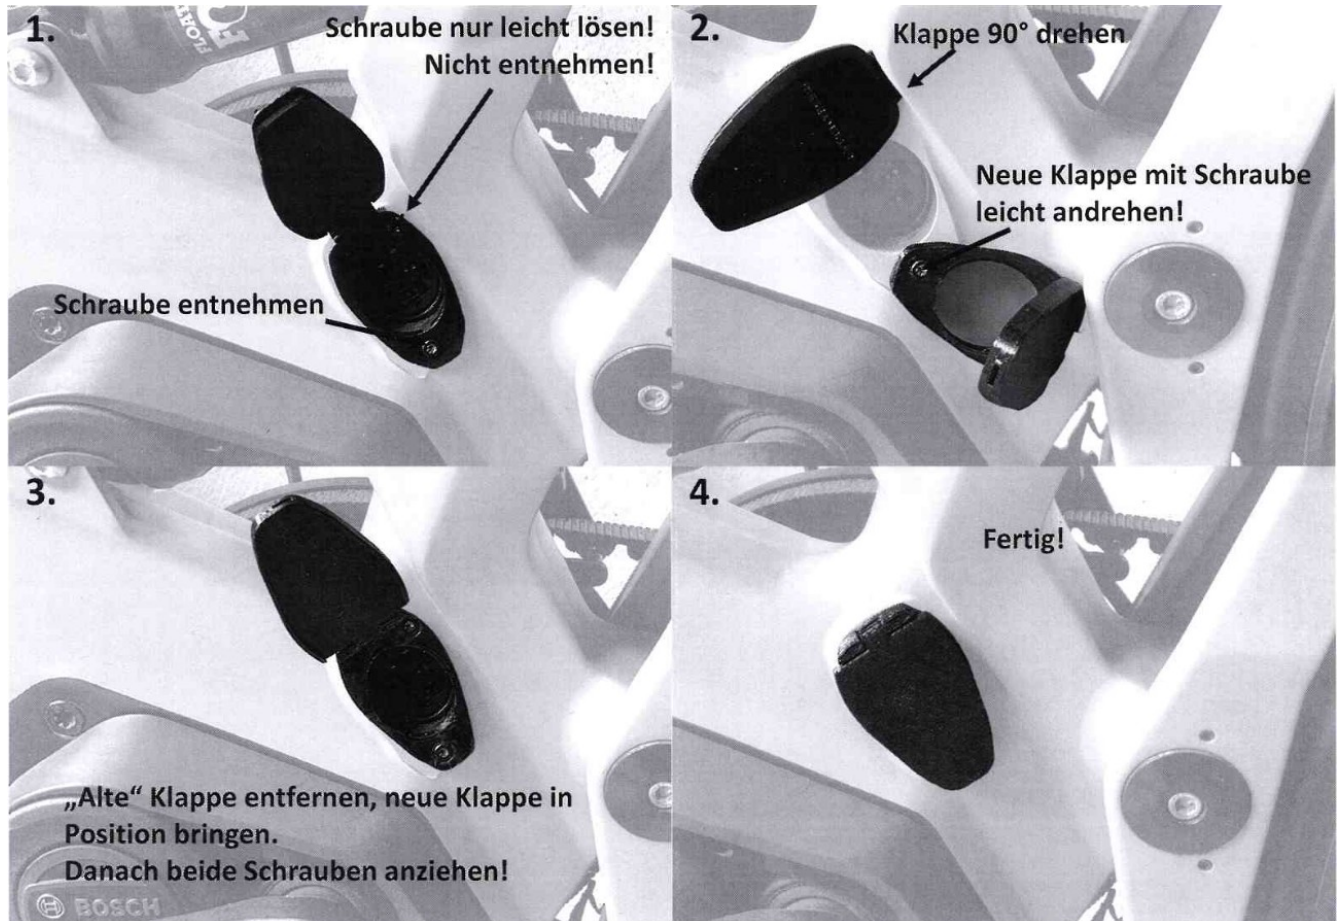 1.
Schraube nur leicht lösen!
Nicht entnehmen!
Schraube entnehmen
2.
Klappe 90° drehen
Neue Klappe mit Schraube
leicht andrehen!
3.
„Alte“ Klappe entfernen, neue Klappe in
Position bringen.
Danach beide Schrauben anziehen!
BOSCH
4.
Fertig!